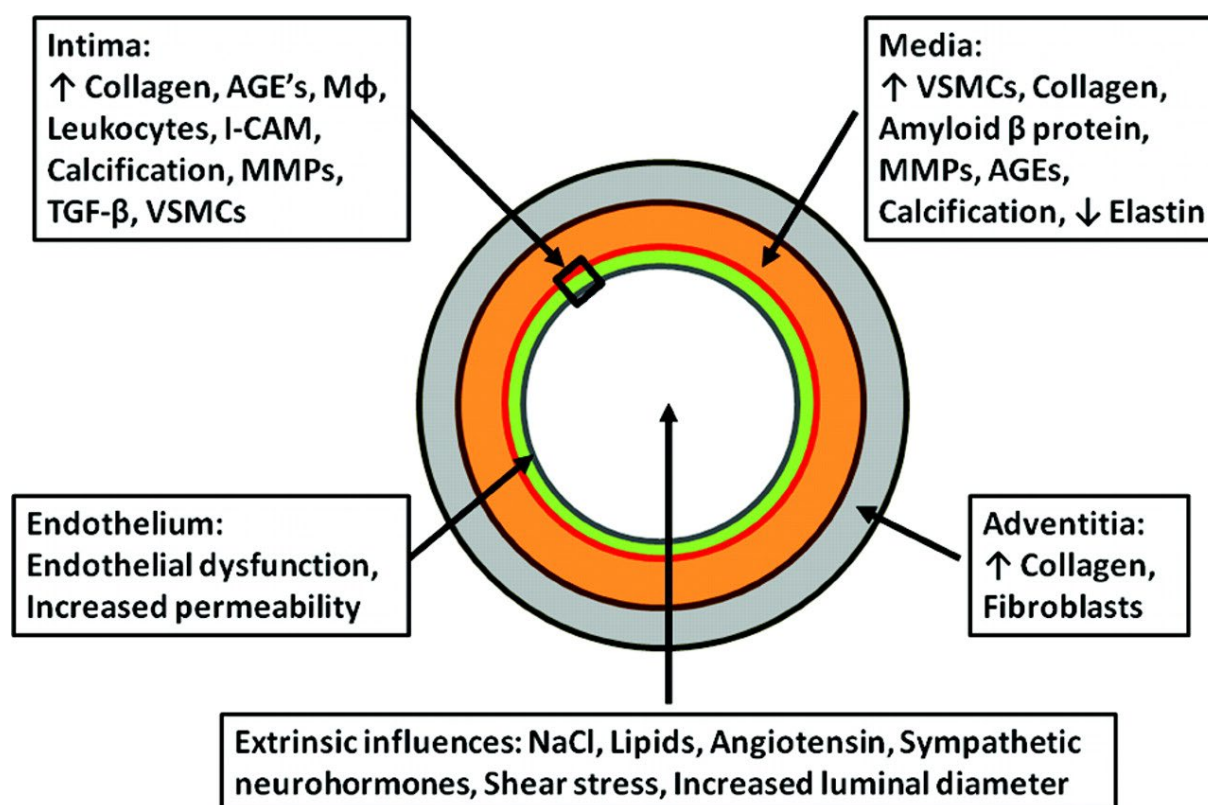 Intima:
↑ Collagen, AGE's, Mϕ,
Leukocytes, I-CAM,
Calcification, MMPs,
TGF-β, VSMCs
Media:
↑ VSMCs, Collagen,
Amyloid β protein,
MMPs, AGEs,
Calcification, ↓ Elastin
Endothelium:
Endothelial dysfunction,
Increased permeability
Adventitia:
↑ Collagen,
Fibroblasts
Extrinsic influences: NaCl, Lipids, Angiotensin, Sympathetic
neurohormones, Shear stress, Increased luminal diameter